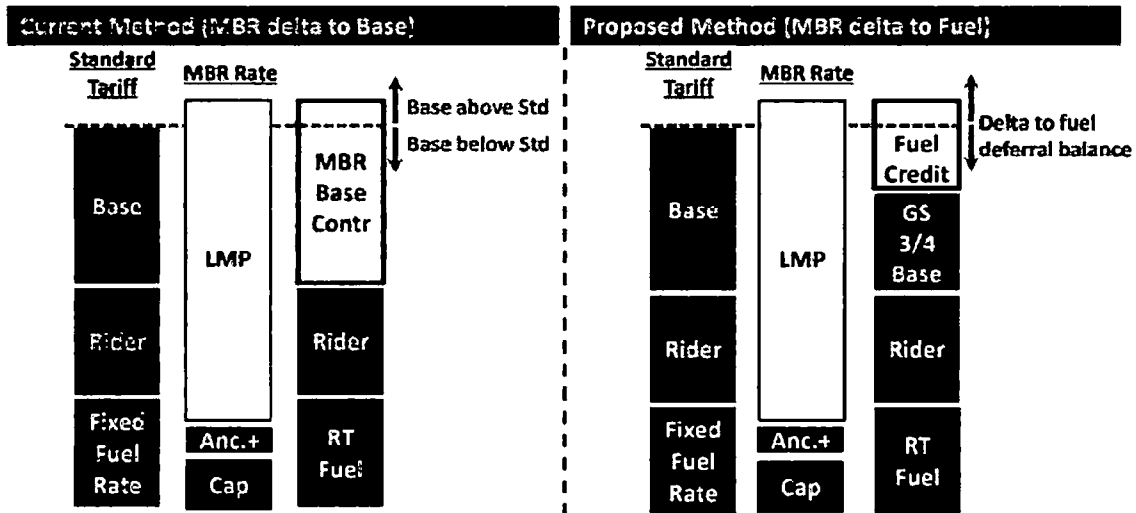 Current Method (MBR delta to Base)
Standard
Tariff
MBR Rate
Base
Rider
Fixed
Fuel
Rate
LMP
Anc.+
Cap
MBR
Base
Contr
Rider
RT
Fuel
Base above Std
Base below Std
Proposed Method (MBR delta to Fuel)
Standard
Tariff
MBR Rate
Base
Rider
Fixed
Fuel
Rate
LMP
Anc.+
Cap
Fuel
Credit
GS
3/4
Base
Rider
RT
Fuel
Delta to fuel
deferral balance